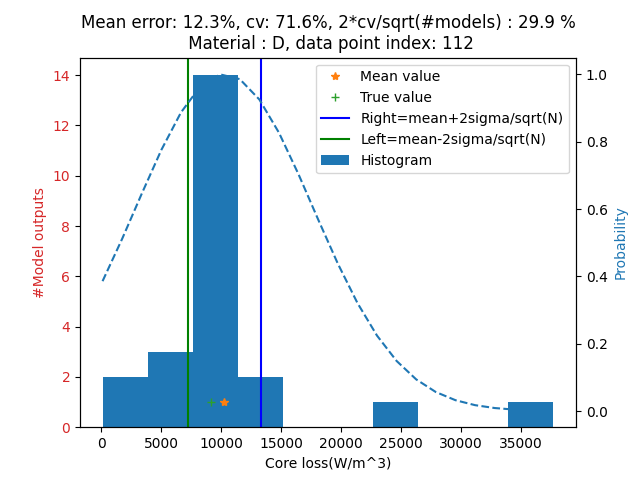 Mean error: 12.3%, cv: 71.6%, 2*cv/sqrt(#models) : 29.9 %
Material : D, data point index: 112
Mean value
True value
Right=mean+2sigma/sqrt(N)
Left=mean-2sigma/sqrt(N)
Histogram
#Model outputs
14
12
10
8
6
4
2
0
1.0
0.8
0.6
0.4
0.2
0.0
Probability
0 5000 10000 15000 20000 25000 30000 35000
Core loss(W/m^3)